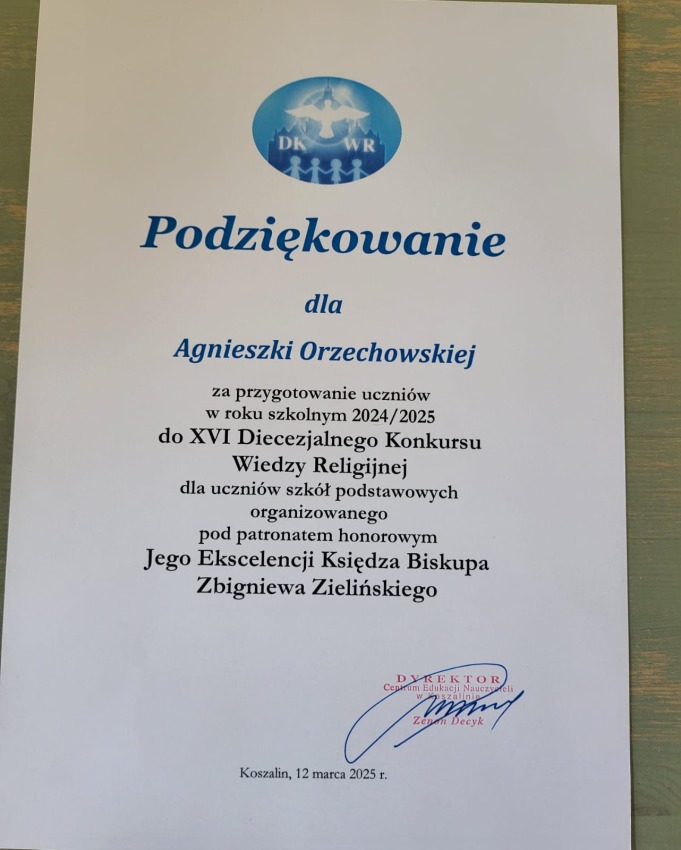 DK WR
Podziękowanie
dla
Agnieszki Orzechowskiej
za przygotowanie uczniów
w roku szkolnym 2024/2025
do XVI Diecezjalnego Konkursu
Wiedzy Religijnej
dla uczniów szkół podstawowych
organizowanego
pod patronatem honorowym
Jego Ekscelencji Księdza Biskupa
Zbigniewa Zielińskiego
DYREKTOR
Centrum Edukacji Nauczycieli
w Koszalinie
Zenon Decyk
Koszalin, 12 marca 2025 r.